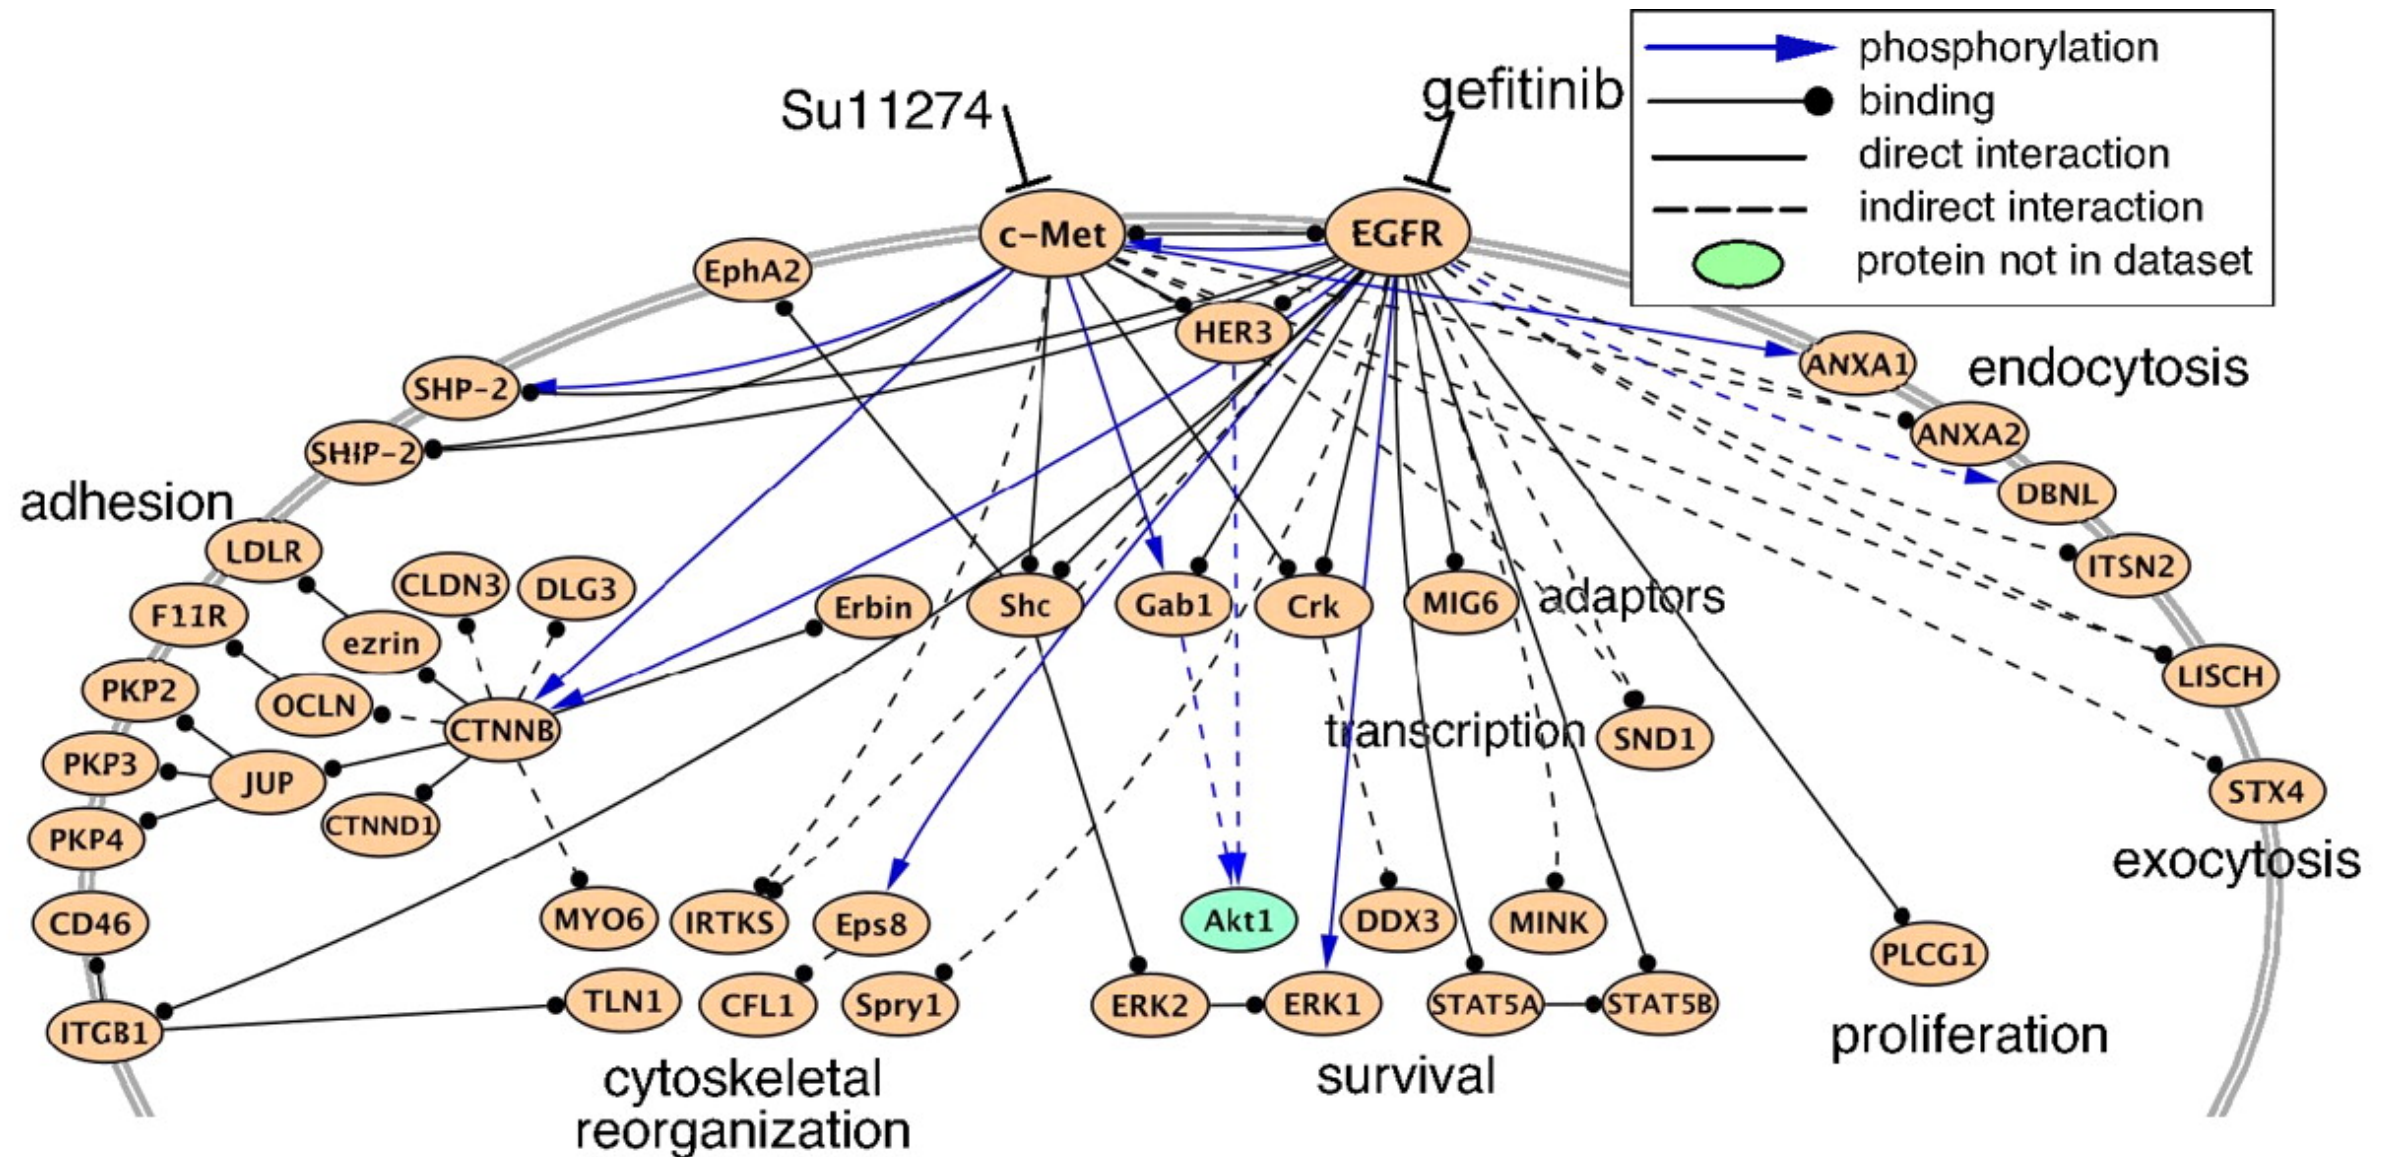 phosphorylation
binding
direct interaction
indirect interaction
protein not in dataset
Su11274
gefitinib
c-Met
EGFR
EphA2
HER3
SHP-2
ANXA1
endocytosis
SHIP-2
ANXA2
adhesion
DBNL
LDLR
ITSN2
CLDN3
DLG3
F11R
Erbin
Shc
Gab1
Crk
MIG6
adaptors
ezrin
LISCH
PKP2
OCLN
CTNNB
transcription
SND1
PKP3
JUP
STX4
CTNND1
PKP4
exocytosis
CD46
MYO6
IRTKS
Eps8
Akt1
DDX3
MINK
PLCG1
TLN1
CFL1
Spry1
ERK2
ERK1
STAT5A
STAT5B
ITGB1
proliferation
cytoskeletal
reorganization
survival